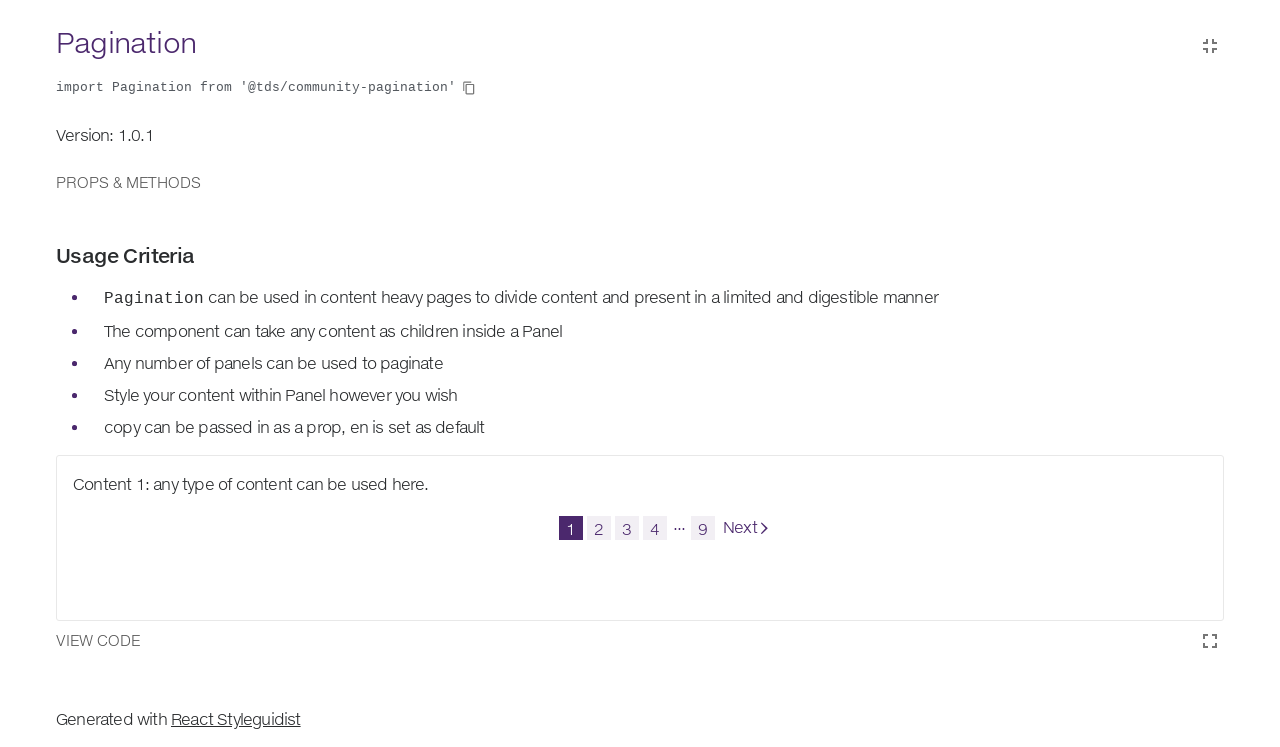 Pagination
import Pagination from '@tds/community-pagination'
Version: 1.0.1
PROPS & METHODS
Usage Criteria
Pagination can be used in content heavy pages to divide content and present in a limited and digestible manner
The component can take any content as children inside a Panel
Any number of panels can be used to paginate
Style your content within Panel however you wish
copy can be passed in as a prop, en is set as default
Content 1: any type of content can be used here.
1 2 3 4 ... 9 Next
VIEW CODE
Generated with React Styleguidist